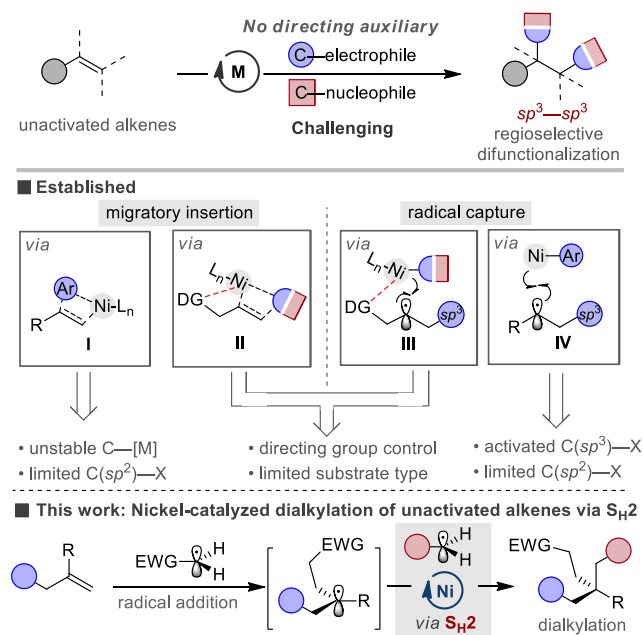 No directing auxiliary
C—electrophile
M
C—nucleophile
Challenging
unactivated alkenes
sp³—sp³
regioselective
difunctionalization
■ Established
migratory insertion
radical capture
via
Ar
Ni-Lₙ
R
I
via
Lₙ
Ni
DG
II
via
Lₙ
Ni
DG
sp³
III
via
Ni—Ar
R
sp³
IV
• unstable C—[M]
• limited C(sp²)—X
• directing group control
• limited substrate type
• activated C(sp³)—X
• limited C(sp²)—X
■ This work: Nickel-catalyzed dialkylation of unactivated alkenes via S_H2
R
EWG
H
H
radical addition
EWG
R
H
H
Ni
via S_H2
EWG
R
dialkylation